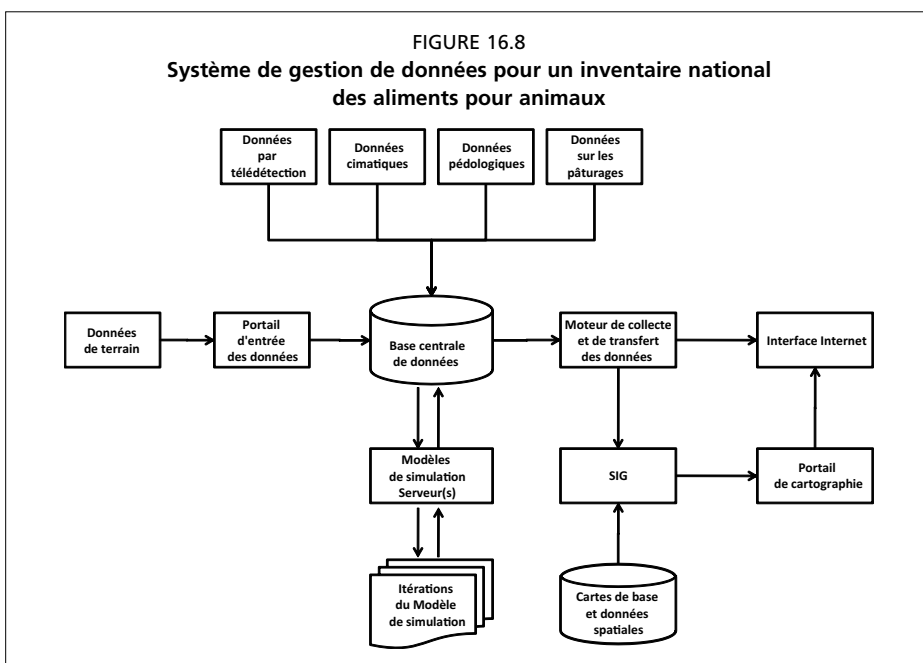 FIGURE 16.8
Système de gestion de données pour un inventaire national
des aliments pour animaux
Données
par
télédétection
Données
cimatiques
Données
pédologiques
Données
sur les
pâturages
Données
de terrain
Portail
d'entrée
des données
Base centrale
de données
Moteur de collecte
et de transfert
des données
Interface Internet
Modèles
de simulation
Serveur(s)
SIG
Portail
de cartographie
Itérations
du Modèle
de simulation
Cartes de base
et données
spatiales